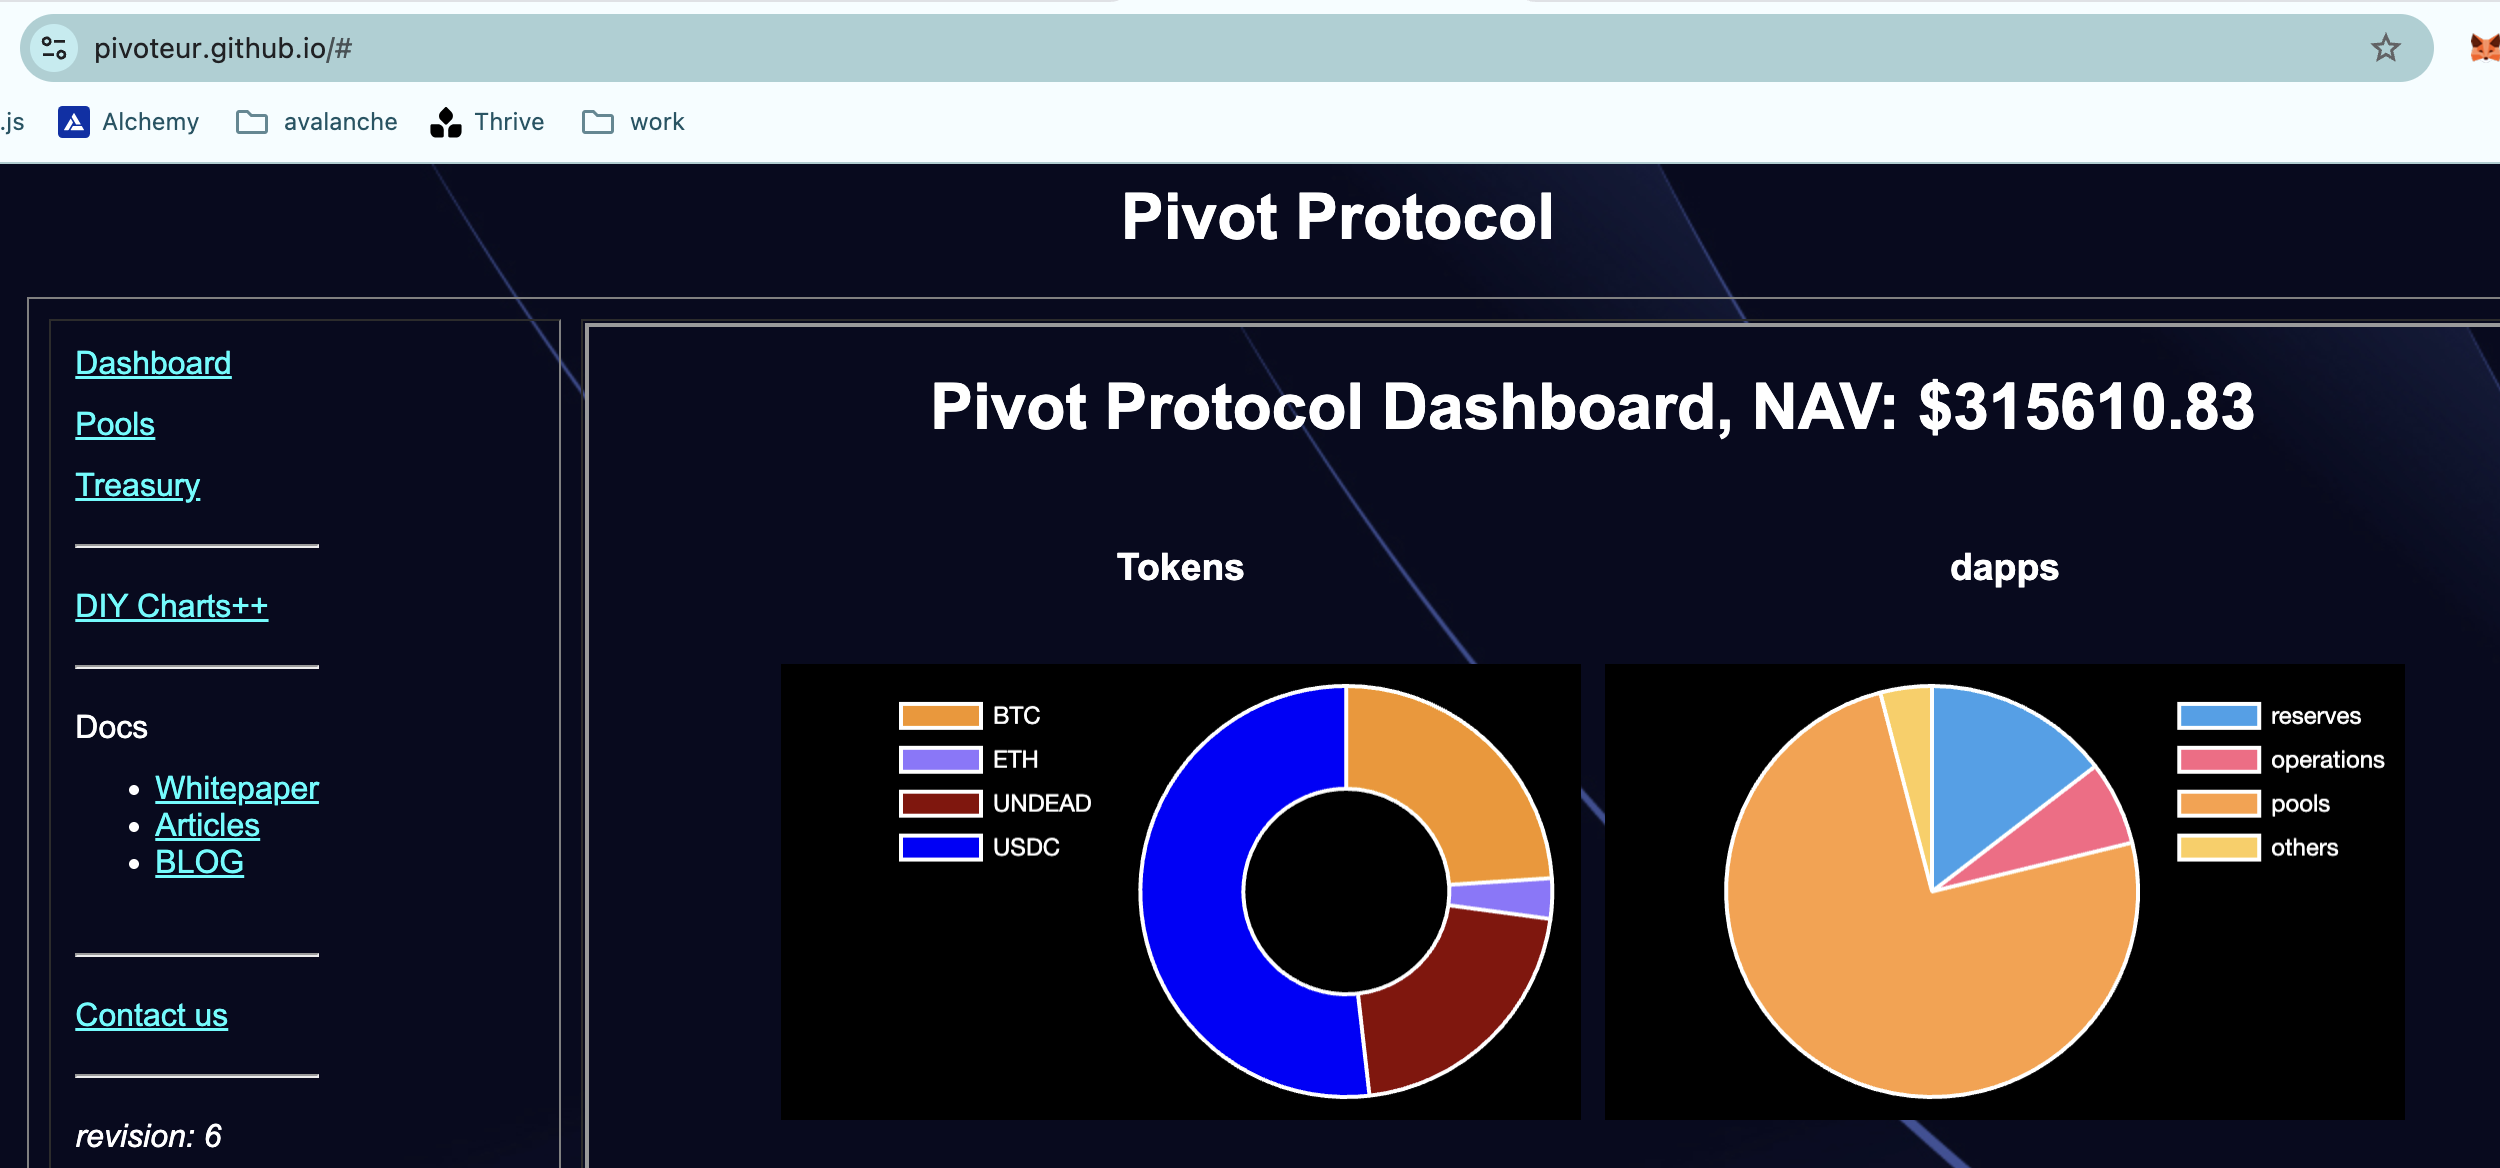 pivoteur.github.io/#
.js Alchemy avalanche Thrive work
Pivot Protocol
Dashboard
Pools
Treasury
DIY Charts++
Docs
Whitepaper
Articles
BLOG
Contact us
revision: 6
Pivot Protocol Dashboard, NAV: $315610.83
Tokens
BTC
ETH
UNDEAD
USDC
dapps
reserves
operations
pools
others